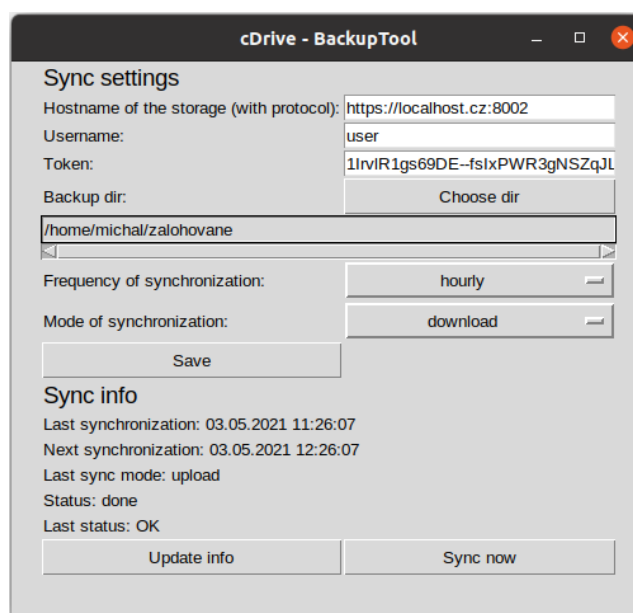 cDrive - BackupTool
Sync settings
Hostname of the storage (with protocol): https://localhost.cz:8002
Username: user
Token: 1IrvlR1gs69DE--fsIxPWR3gNSZqJL
Backup dir: Choose dir
/home/michal/zalohovane
Frequency of synchronization: hourly
Mode of synchronization: download
Save
Sync info
Last synchronization: 03.05.2021 11:26:07
Next synchronization: 03.05.2021 12:26:07
Last sync mode: upload
Status: done
Last status: OK
Update info Sync now